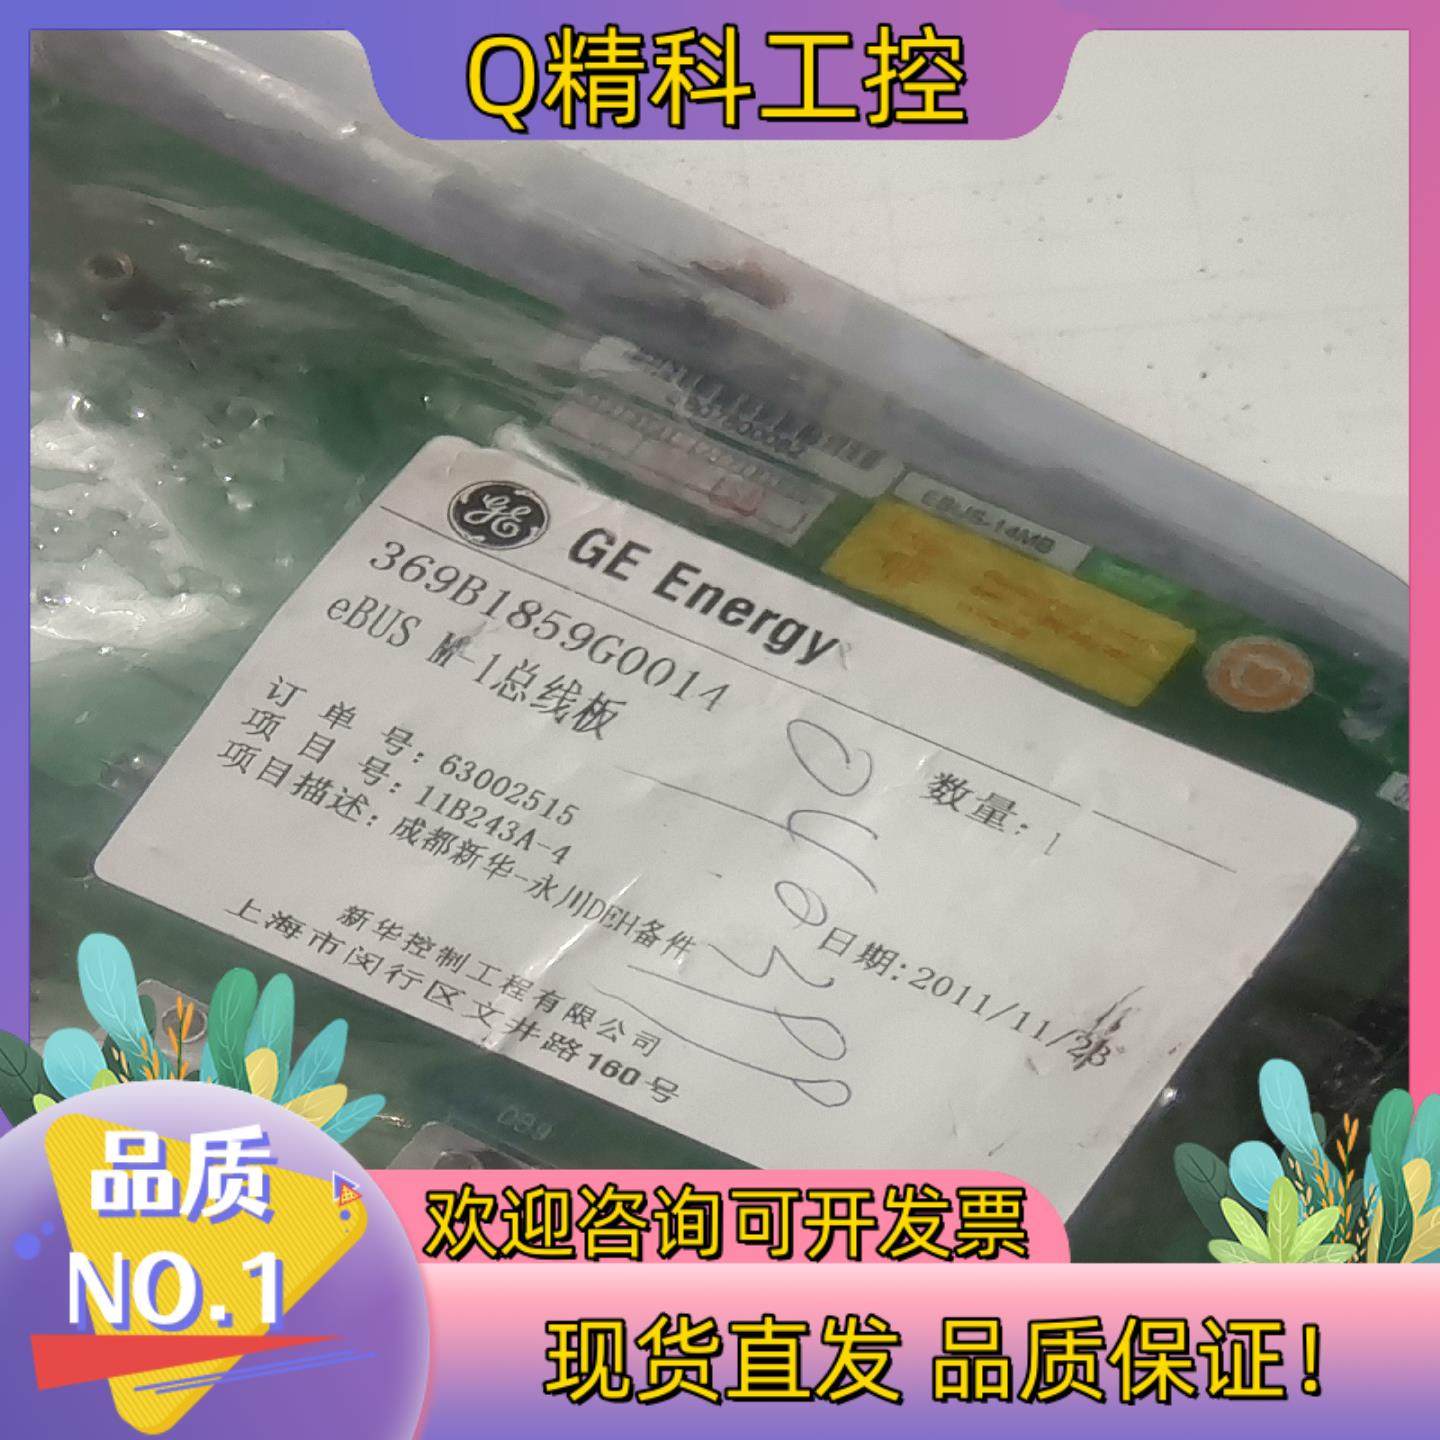 Q精科工控
EBUS-14MB
GE Energy
369B1859G0014
eBUS M-1总线板
数量: 1
订单号: 63002515
项目号: 11B243A-4
项目描述: 成都新华-永川DEH备件
日期: 2011/11/23
新华控制工程有限公司
上海市闵行区文井路160号
品质
NO.1
欢迎咨询可开发票
现货直发 品质保证!